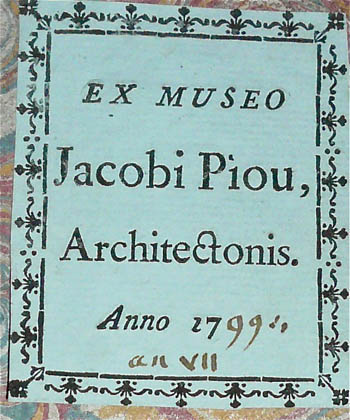 EX MUSEO
Jacobi Piou,
Architectonis.
Anno 1799.
an VII